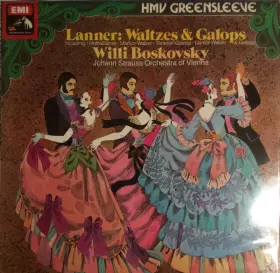 HMV GREENSLEEVE
EMI
Lanner: Waltzes & Galops
Willi Boskovsky
Johann Strauss Orchestra of Vienna